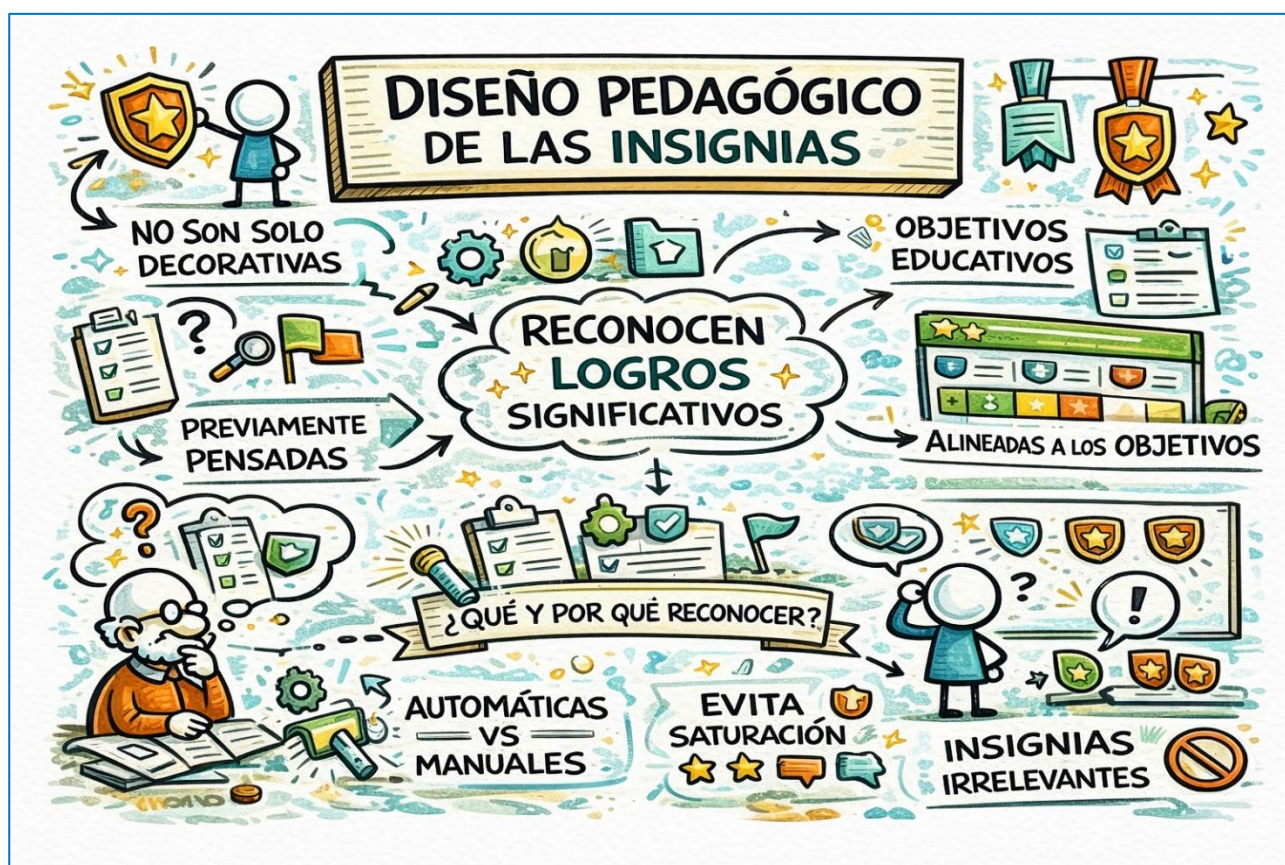 DISEÑO PEDAGÓGICO
DE LAS INSIGNIAS
NO SON SOLO
DECORATIVAS
OBJETIVOS
EDUCATIVOS
RECONOCEN
LOGROS
SIGNIFICATIVOS
PREVIAMENTE
PENSADAS
ALINEADAS A LOS OBJETIVOS
¿QUÉ Y POR QUÉ RECONOCER?
AUTOMÁTICAS
VS
MANUALES
EVITA
SATURACIÓN
INSIGNIAS
IRRELEVANTES